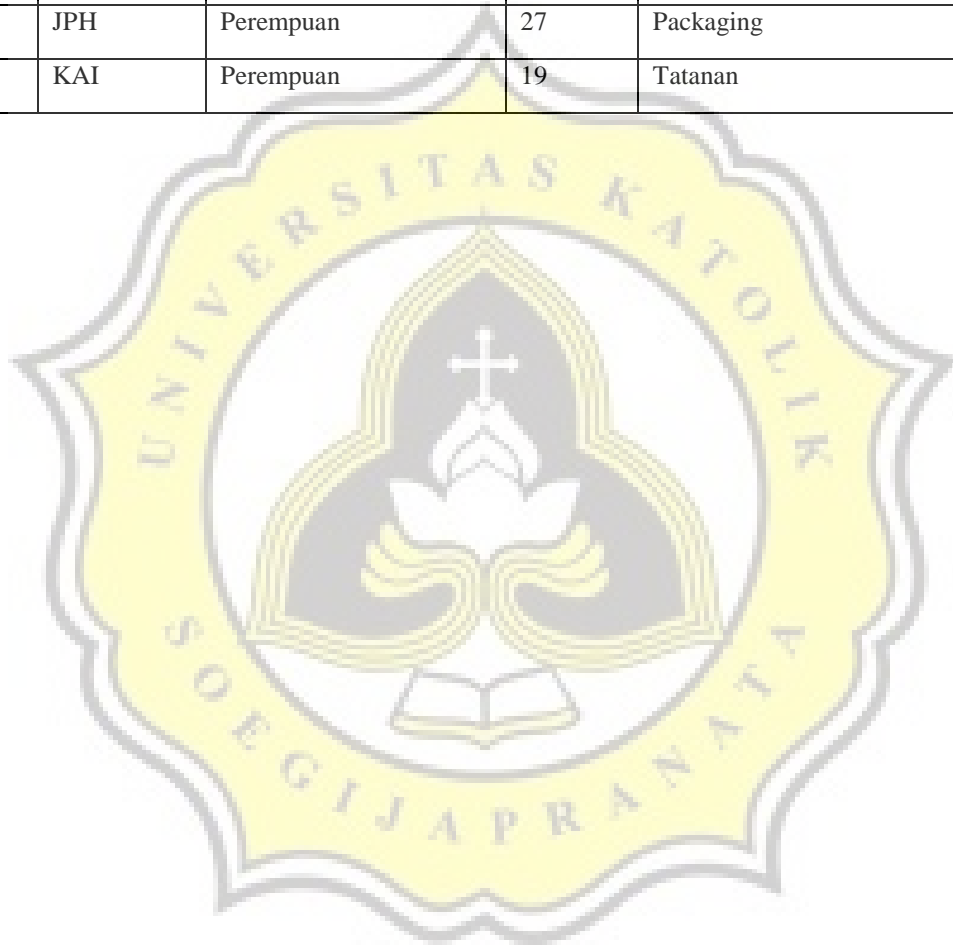 JPH Perempuan 27 Packaging
KAI Perempuan 19 Tatanan
UNIVERSITAS KATOLIK
SOEGIJAPRANATA